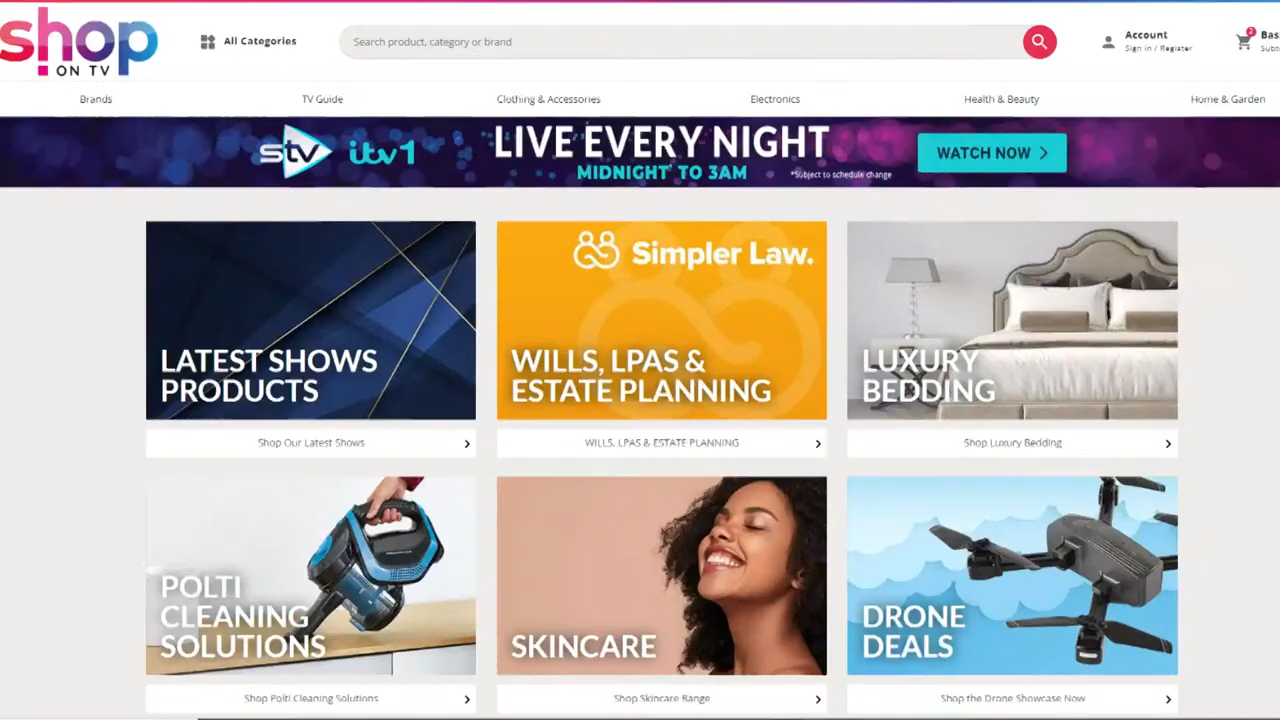 shop
ON TV
All Categories
Search product, category or brand
Account
Sign in / Register
2
Brands
TV Guide
Clothing & Accessories
Electronics
Health & Beauty
Home & Garden
stv
itv1
LIVE EVERY NIGHT
MIDNIGHT TO 3AM
*Subject to schedule change
WATCH NOW
LATEST SHOWS
PRODUCTS
Shop Our Latest Shows
Simpler Law.
WILLS, LPAS &
ESTATE PLANNING
WILLS, LPAS & ESTATE PLANNING
LUXURY
BEDDING
Shop Luxury Bedding
POLTI
CLEANING
SOLUTIONS
Shop Polti Cleaning Solutions
SKINCARE
Shop Skincare Range
DRONE
DEALS
Shop the Drone Showcase Now